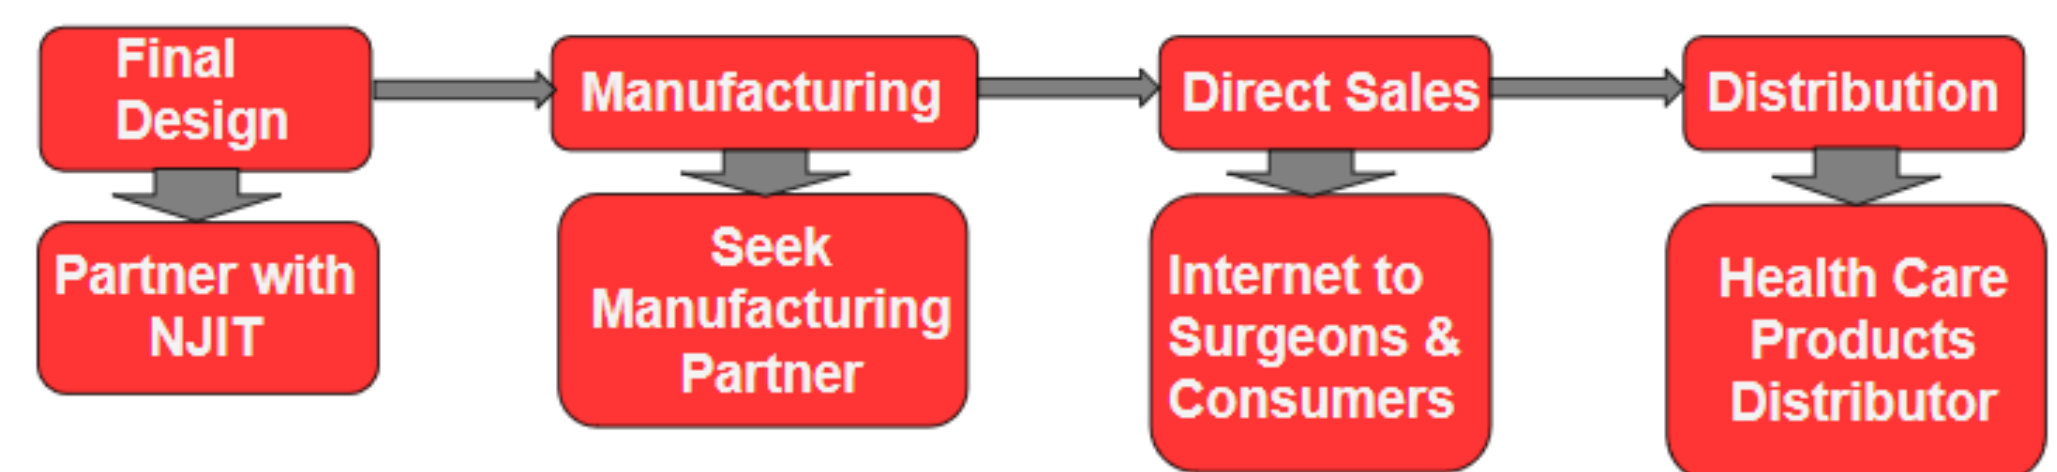 Final
Design
Manufacturing
Direct Sales
Distribution
Partner with
NJIT
Seek
Manufacturing
Partner
Internet to
Surgeons &
Consumers
Health Care
Products
Distributor